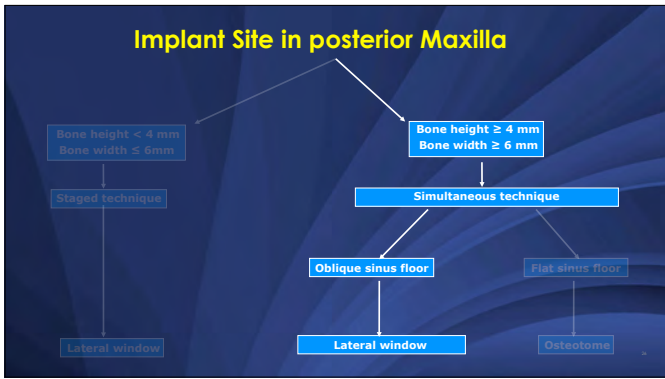 Implant Site in posterior Maxilla
Bone height < 4 mm
Bone width ≤ 6mm
Bone height ≥ 4 mm
Bone width ≥ 6 mm
Staged technique
Simultaneous technique
Oblique sinus floor
Flat sinus floor
Lateral window
Lateral window
Osteotome